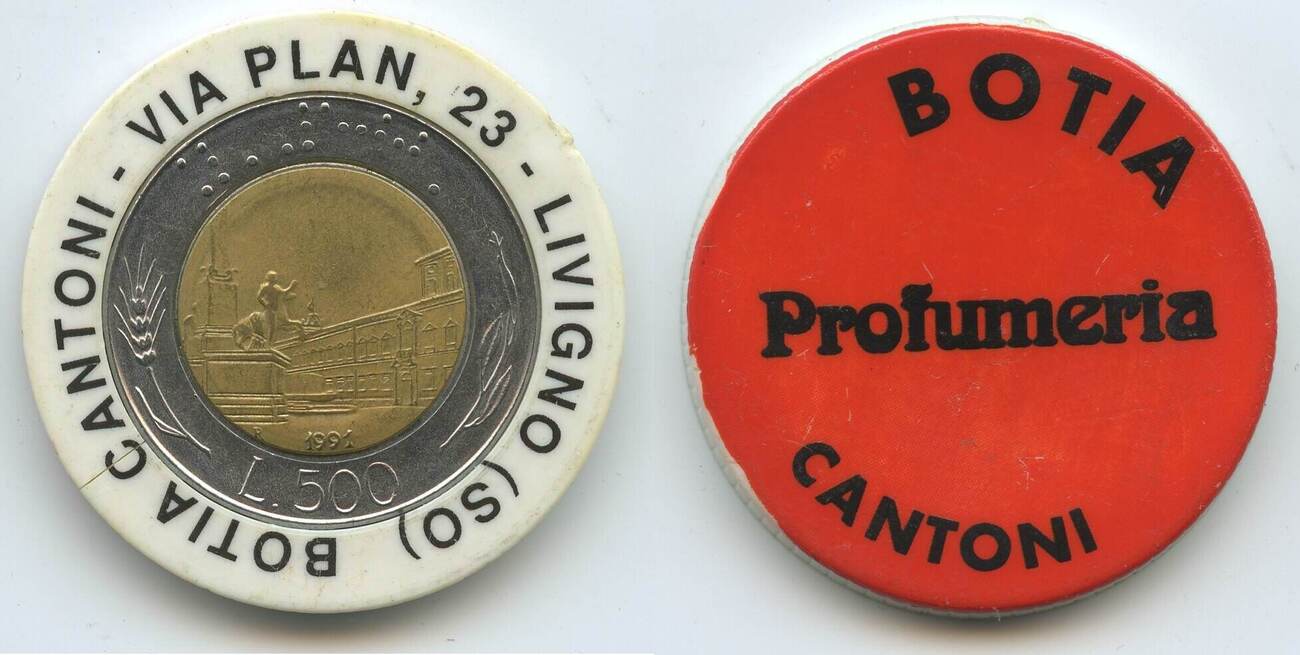 BOTIA CANTONI - VIA PLAN, 23 - LIVIGNO (SO)
R
1991
L. 500
BOTIA
Profumeria
CANTONI